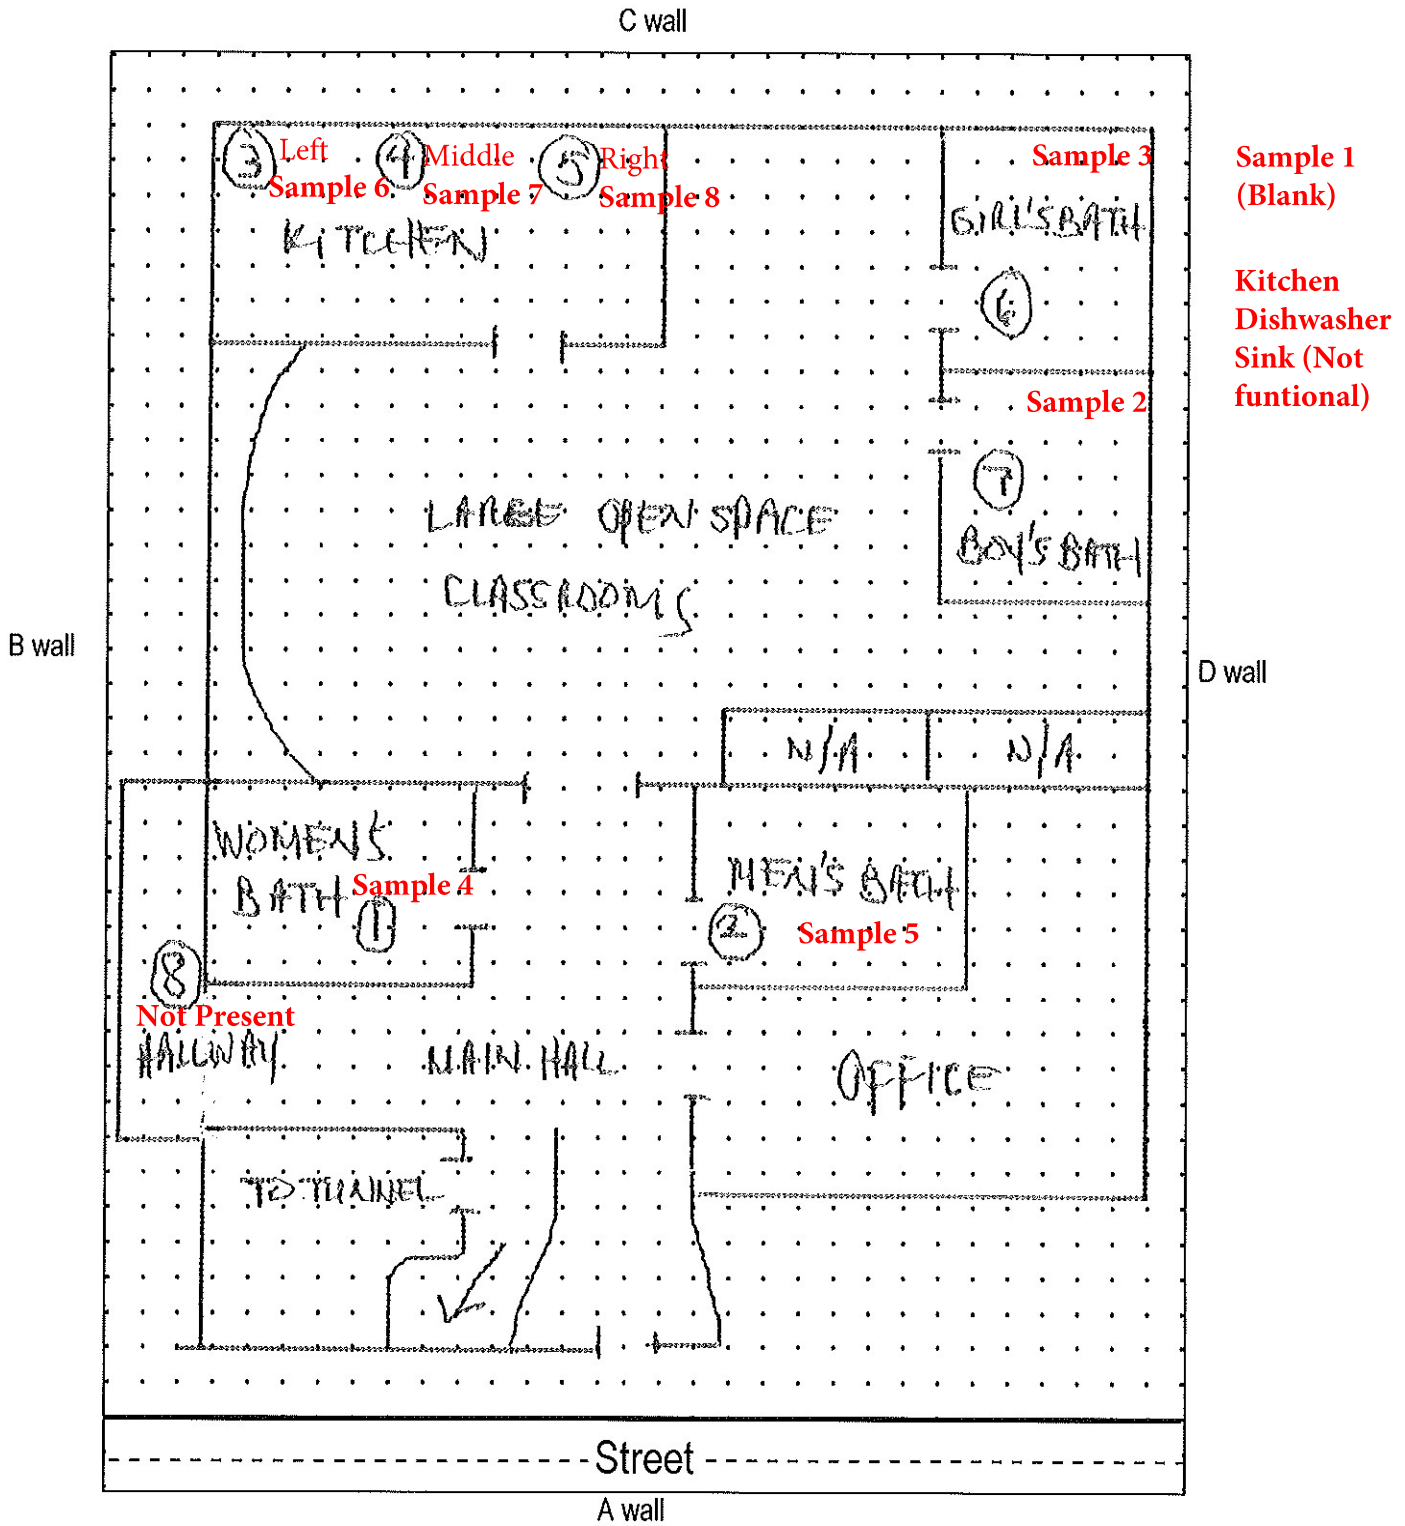 C wall
3 Left
Sample 6
4 Middle
Sample 7
5 Right
Sample 8
KITCHEN
Sample 3
GIRL'S BATH
6
Sample 1
(Blank)
Kitchen
Dishwasher
Sink (Not
funtional)
Sample 2
7
BOY'S BATH
LARGE OPEN SPACE
CLASSROOMS
B wall
D wall
N/A
N/A
WOMENS
BATH
Sample 4
1
MEN'S BATH
2
Sample 5
8
Not Present
HALLWAY
MAIN HALL
OFFICE
TO TUNNEL
Street
A wall